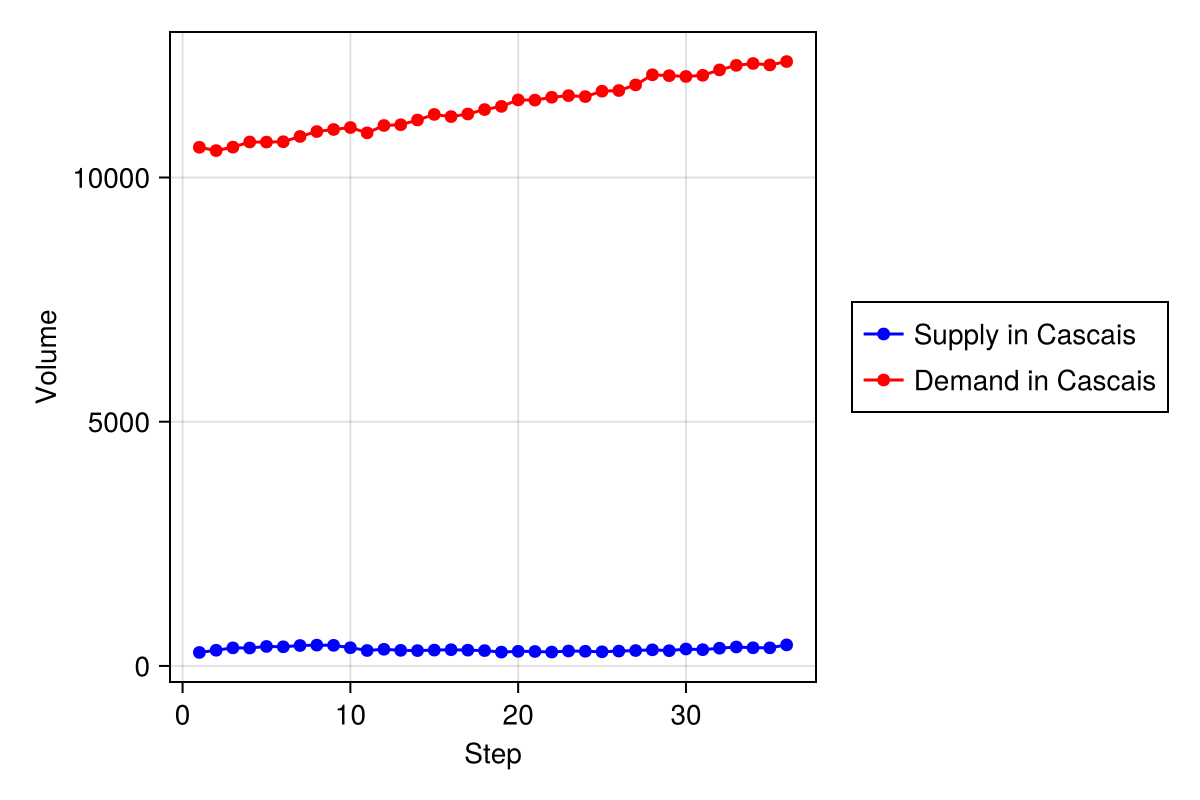 10000
5000
0
Volume
0 10 20 30
Step
Supply in Cascais
Demand in Cascais